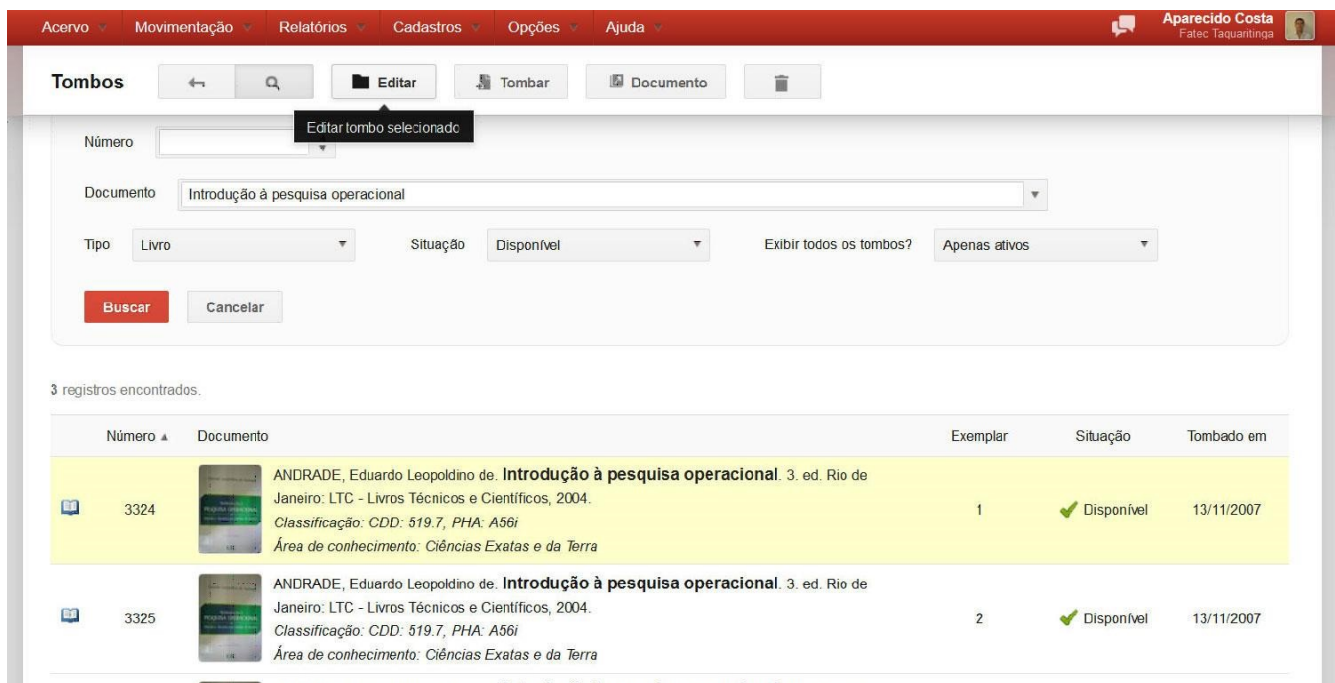 Acervo Movimentação Relatórios Cadastros Opções Ajuda Aparecido Costa
Fatec Taquaritinga
Tombos Editar Tombar Documento
Editar tombo selecionado
Número
Documento Introdução à pesquisa operacional
Tipo Livro Situação Disponível Exibir todos os tombos? Apenas ativos
Buscar Cancelar
3 registros encontrados.
Número Documento Exemplar Situação Tombado em
ANDRADE, Eduardo Leopoldino de. Introdução à pesquisa operacional. 3. ed. Rio de
Janeiro: LTC - Livros Técnicos e Científicos, 2004.
3324 1 Disponível 13/11/2007
Classificação: CDD: 519.7, PHA: A56i
Área de conhecimento: Ciências Exatas e da Terra
ANDRADE, Eduardo Leopoldino de. Introdução à pesquisa operacional. 3. ed. Rio de
Janeiro: LTC - Livros Técnicos e Científicos, 2004.
3325 2 Disponível 13/11/2007
Classificação: CDD: 519.7, PHA: A56i
Área de conhecimento: Ciências Exatas e da Terra